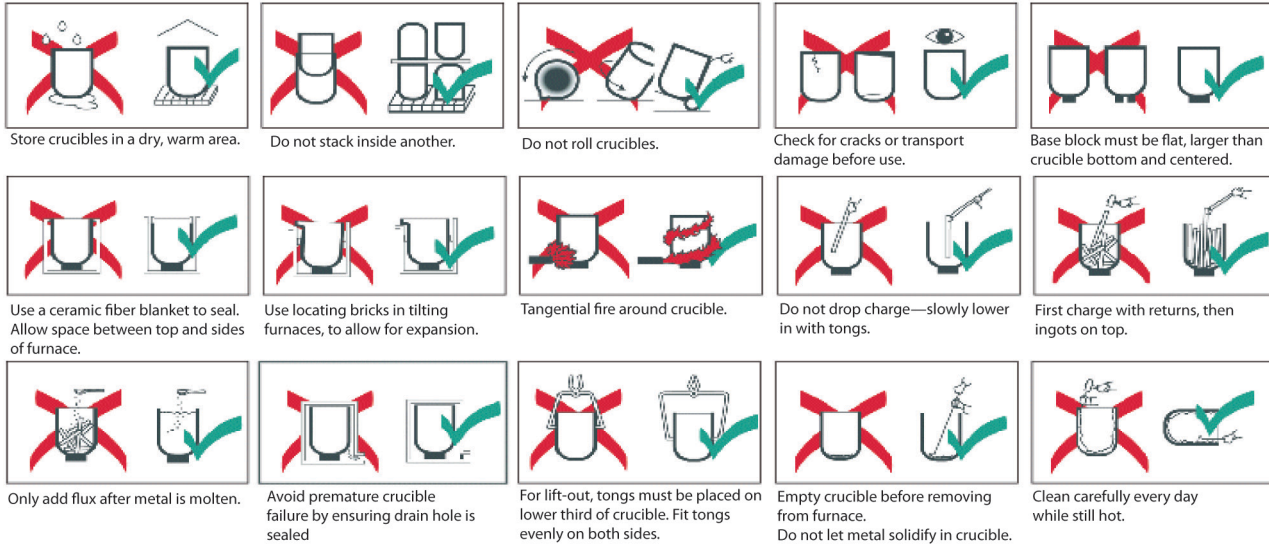 Store crucibles in a dry, warm area.
Do not stack inside another.
Do not roll crucibles.
Check for cracks or transport
damage before use.
Base block must be flat, larger than
crucible bottom and centered.
Use a ceramic fiber blanket to seal.
Allow space between top and sides
of furnace.
Use locating bricks in tilting
furnaces, to allow for expansion.
Tangential fire around crucible.
Do not drop charge—slowly lower
in with tongs.
First charge with returns, then
ingots on top.
Only add flux after metal is molten.
Avoid premature crucible
failure by ensuring drain hole is
sealed
For lift-out, tongs must be placed on
lower third of crucible. Fit tongs
evenly on both sides.
Empty crucible before removing
from furnace.
Do not let metal solidify in crucible.
Clean carefully every day
while still hot.